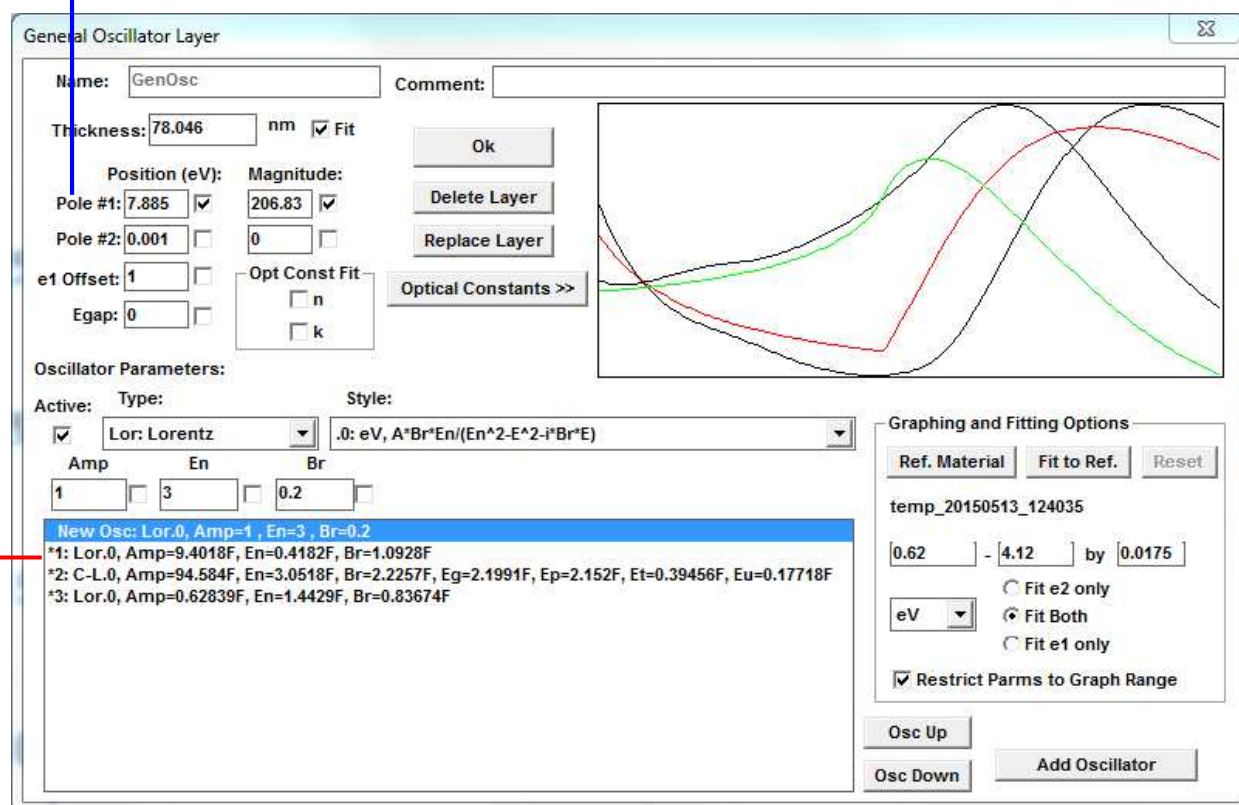 General Oscillator Layer
Name: GenOsc Comment:
Thickness: 78.046 nm Fit
Ok
Position (eV): Magnitude:
Pole #1: 7.885 206.83
Delete Layer
Pole #2: 0.001 0
Replace Layer
e1 Offset: 1
Opt Const Fit
n
Optical Constants >>
Egap: 0
k
Oscillator Parameters:
Active: Type: Style:
Lor: Lorentz .0: eV, A*Br*En/(En^2-E^2-i*Br*E)
Amp En Br
1 3 0.2
New Osc: Lor.0, Amp=1 , En=3 , Br=0.2
*1: Lor.0, Amp=9.4018F, En=0.4182F, Br=1.0928F
*2: C-L.0, Amp=94.584F, En=3.0518F, Br=2.2257F, Eg=2.1991F, Ep=2.152F, Et=0.39456F, Eu=0.17718F
*3: Lor.0, Amp=0.62839F, En=1.4429F, Br=0.83674F
Graphing and Fitting Options
Ref. Material Fit to Ref. Reset
temp_20150513_124035
0.62 - 4.12 by 0.0175
Fit e2 only
eV Fit Both
Fit e1 only
Restrict Parms to Graph Range
Osc Up
Osc Down
Add Oscillator